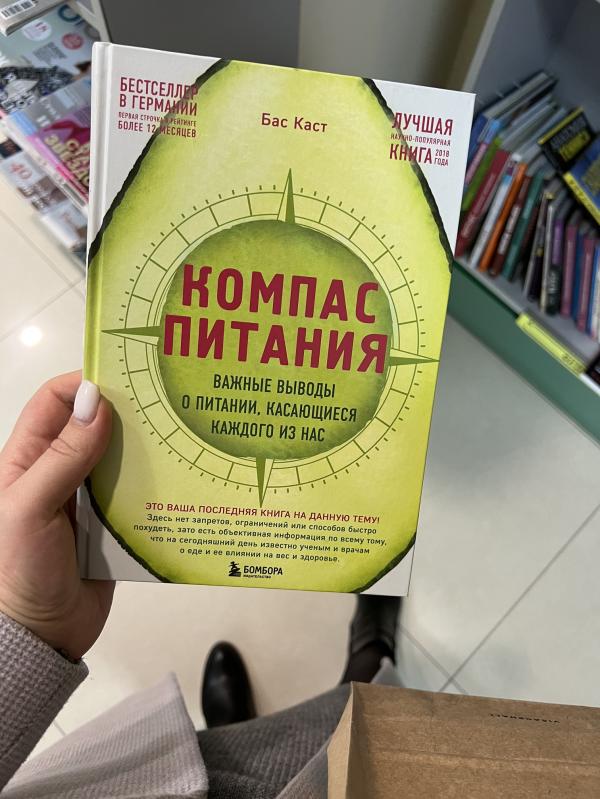 БЕСТСЕЛЛЕР
В ГЕРМАНИИ
ПЕРВАЯ СТРОЧКА В РЕЙТИНГЕ
БОЛЕЕ 12 МЕСЯЦЕВ
Бас Каст
ЛУЧШАЯ
НАУЧНО-ПОПУЛЯРНАЯ
КНИГА 2018 ГОДА
КОМПАС
ПИТАНИЯ
ВАЖНЫЕ ВЫВОДЫ
О ПИТАНИИ, КАСАЮЩИЕСЯ
КАЖДОГО ИЗ НАС
ЭТО ВАША ПОСЛЕДНЯЯ КНИГА НА ДАННУЮ ТЕМУ!
Здесь нет запретов, ограничений или способов быстро
похудеть, зато есть объективная информация по всему тому,
что на сегодняшний день известно ученым и врачам
о еде и ее влиянии на вес и здоровье.
БОМБОРА
ИЗДАТЕЛЬСТВО